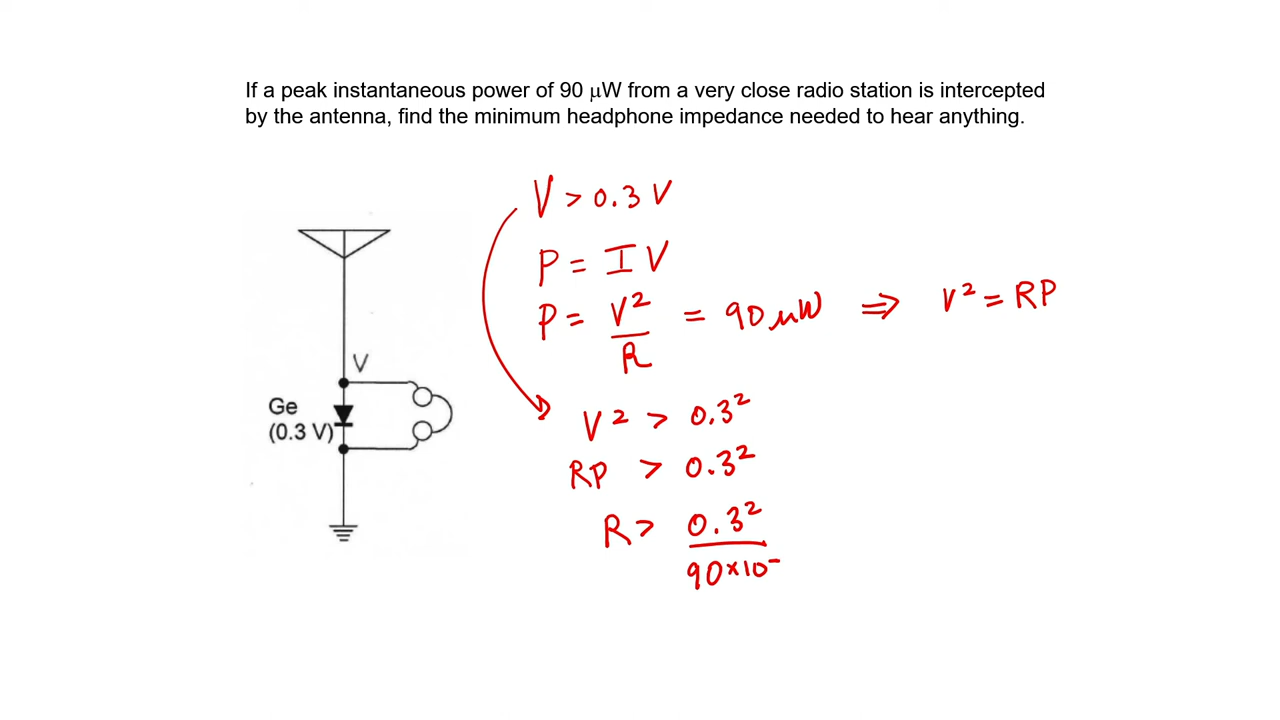 If a peak instantaneous power of 90 μW from a very close radio station is intercepted
by the antenna, find the minimum headphone impedance needed to hear anything.
V > 0.3 V
P = I V
P = V²/R = 90 μW ⇒ V² = RP
V
Ge
(0.3 V)
V² > 0.3²
RP > 0.3²
R > 0.3²/90×10⁻